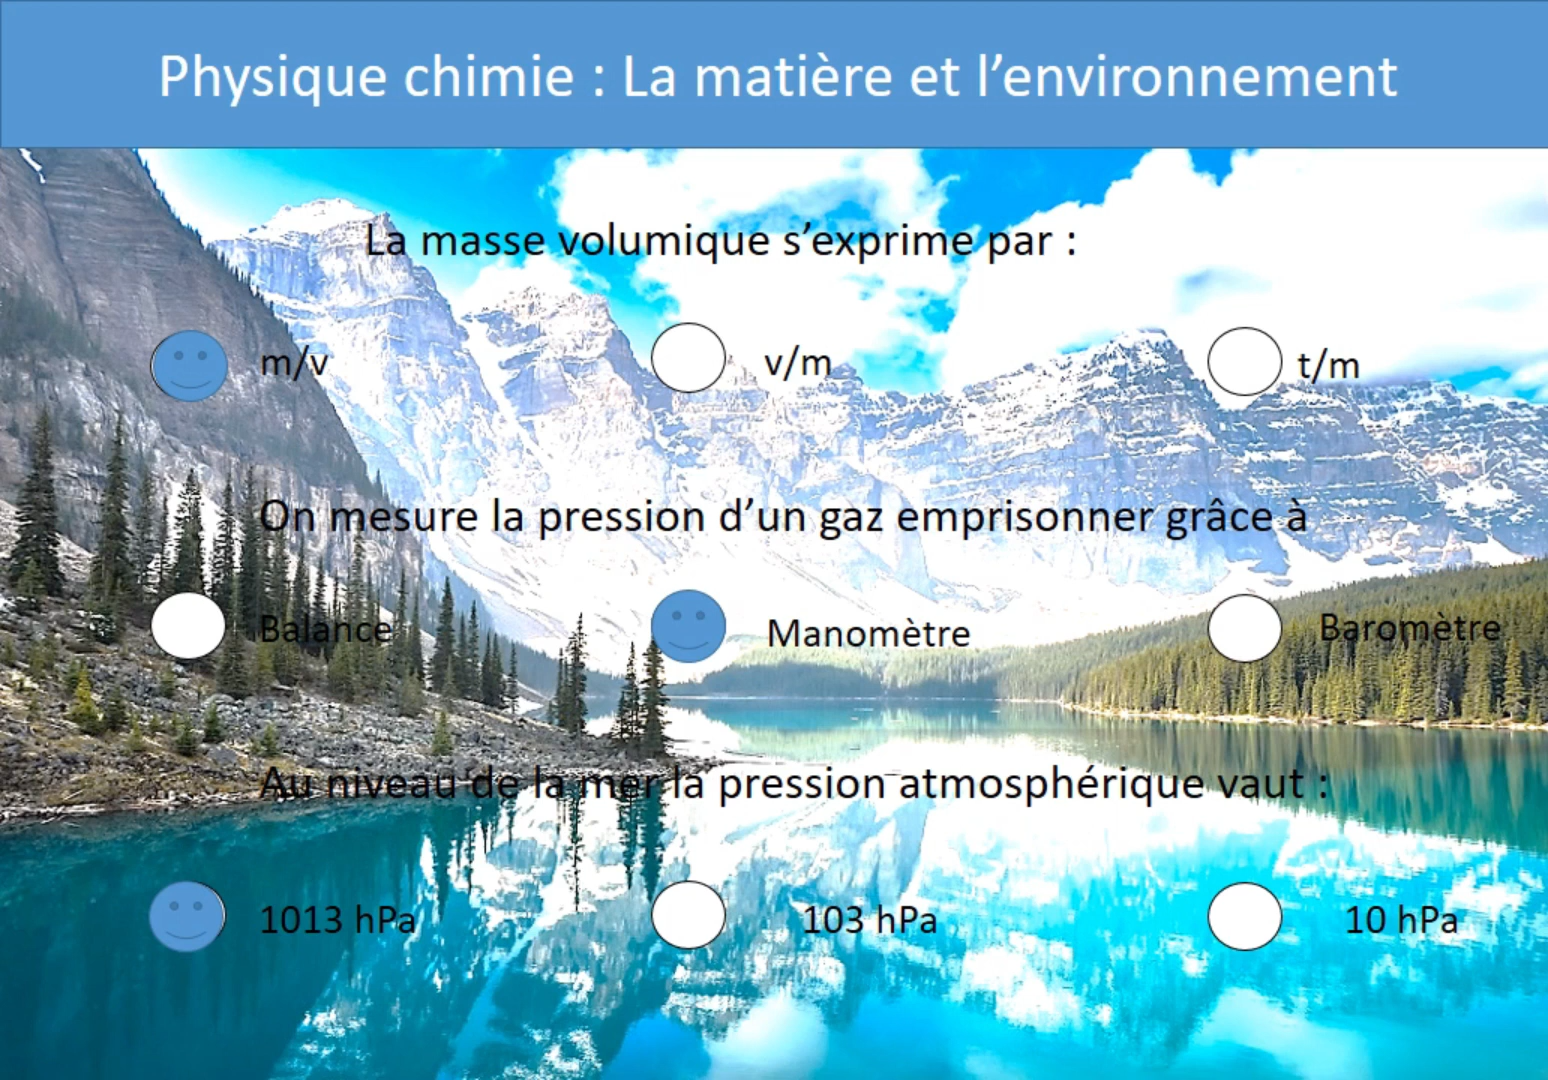 Physique chimie : La matière et l’environnement
La masse volumique s’exprime par :
m/v v/m t/m
On mesure la pression d’un gaz emprisonner grâce à
Balance Manomètre Baromètre
Au niveau de la mer la pression atmosphérique vaut :
1013 hPa 103 hPa 10 hPa